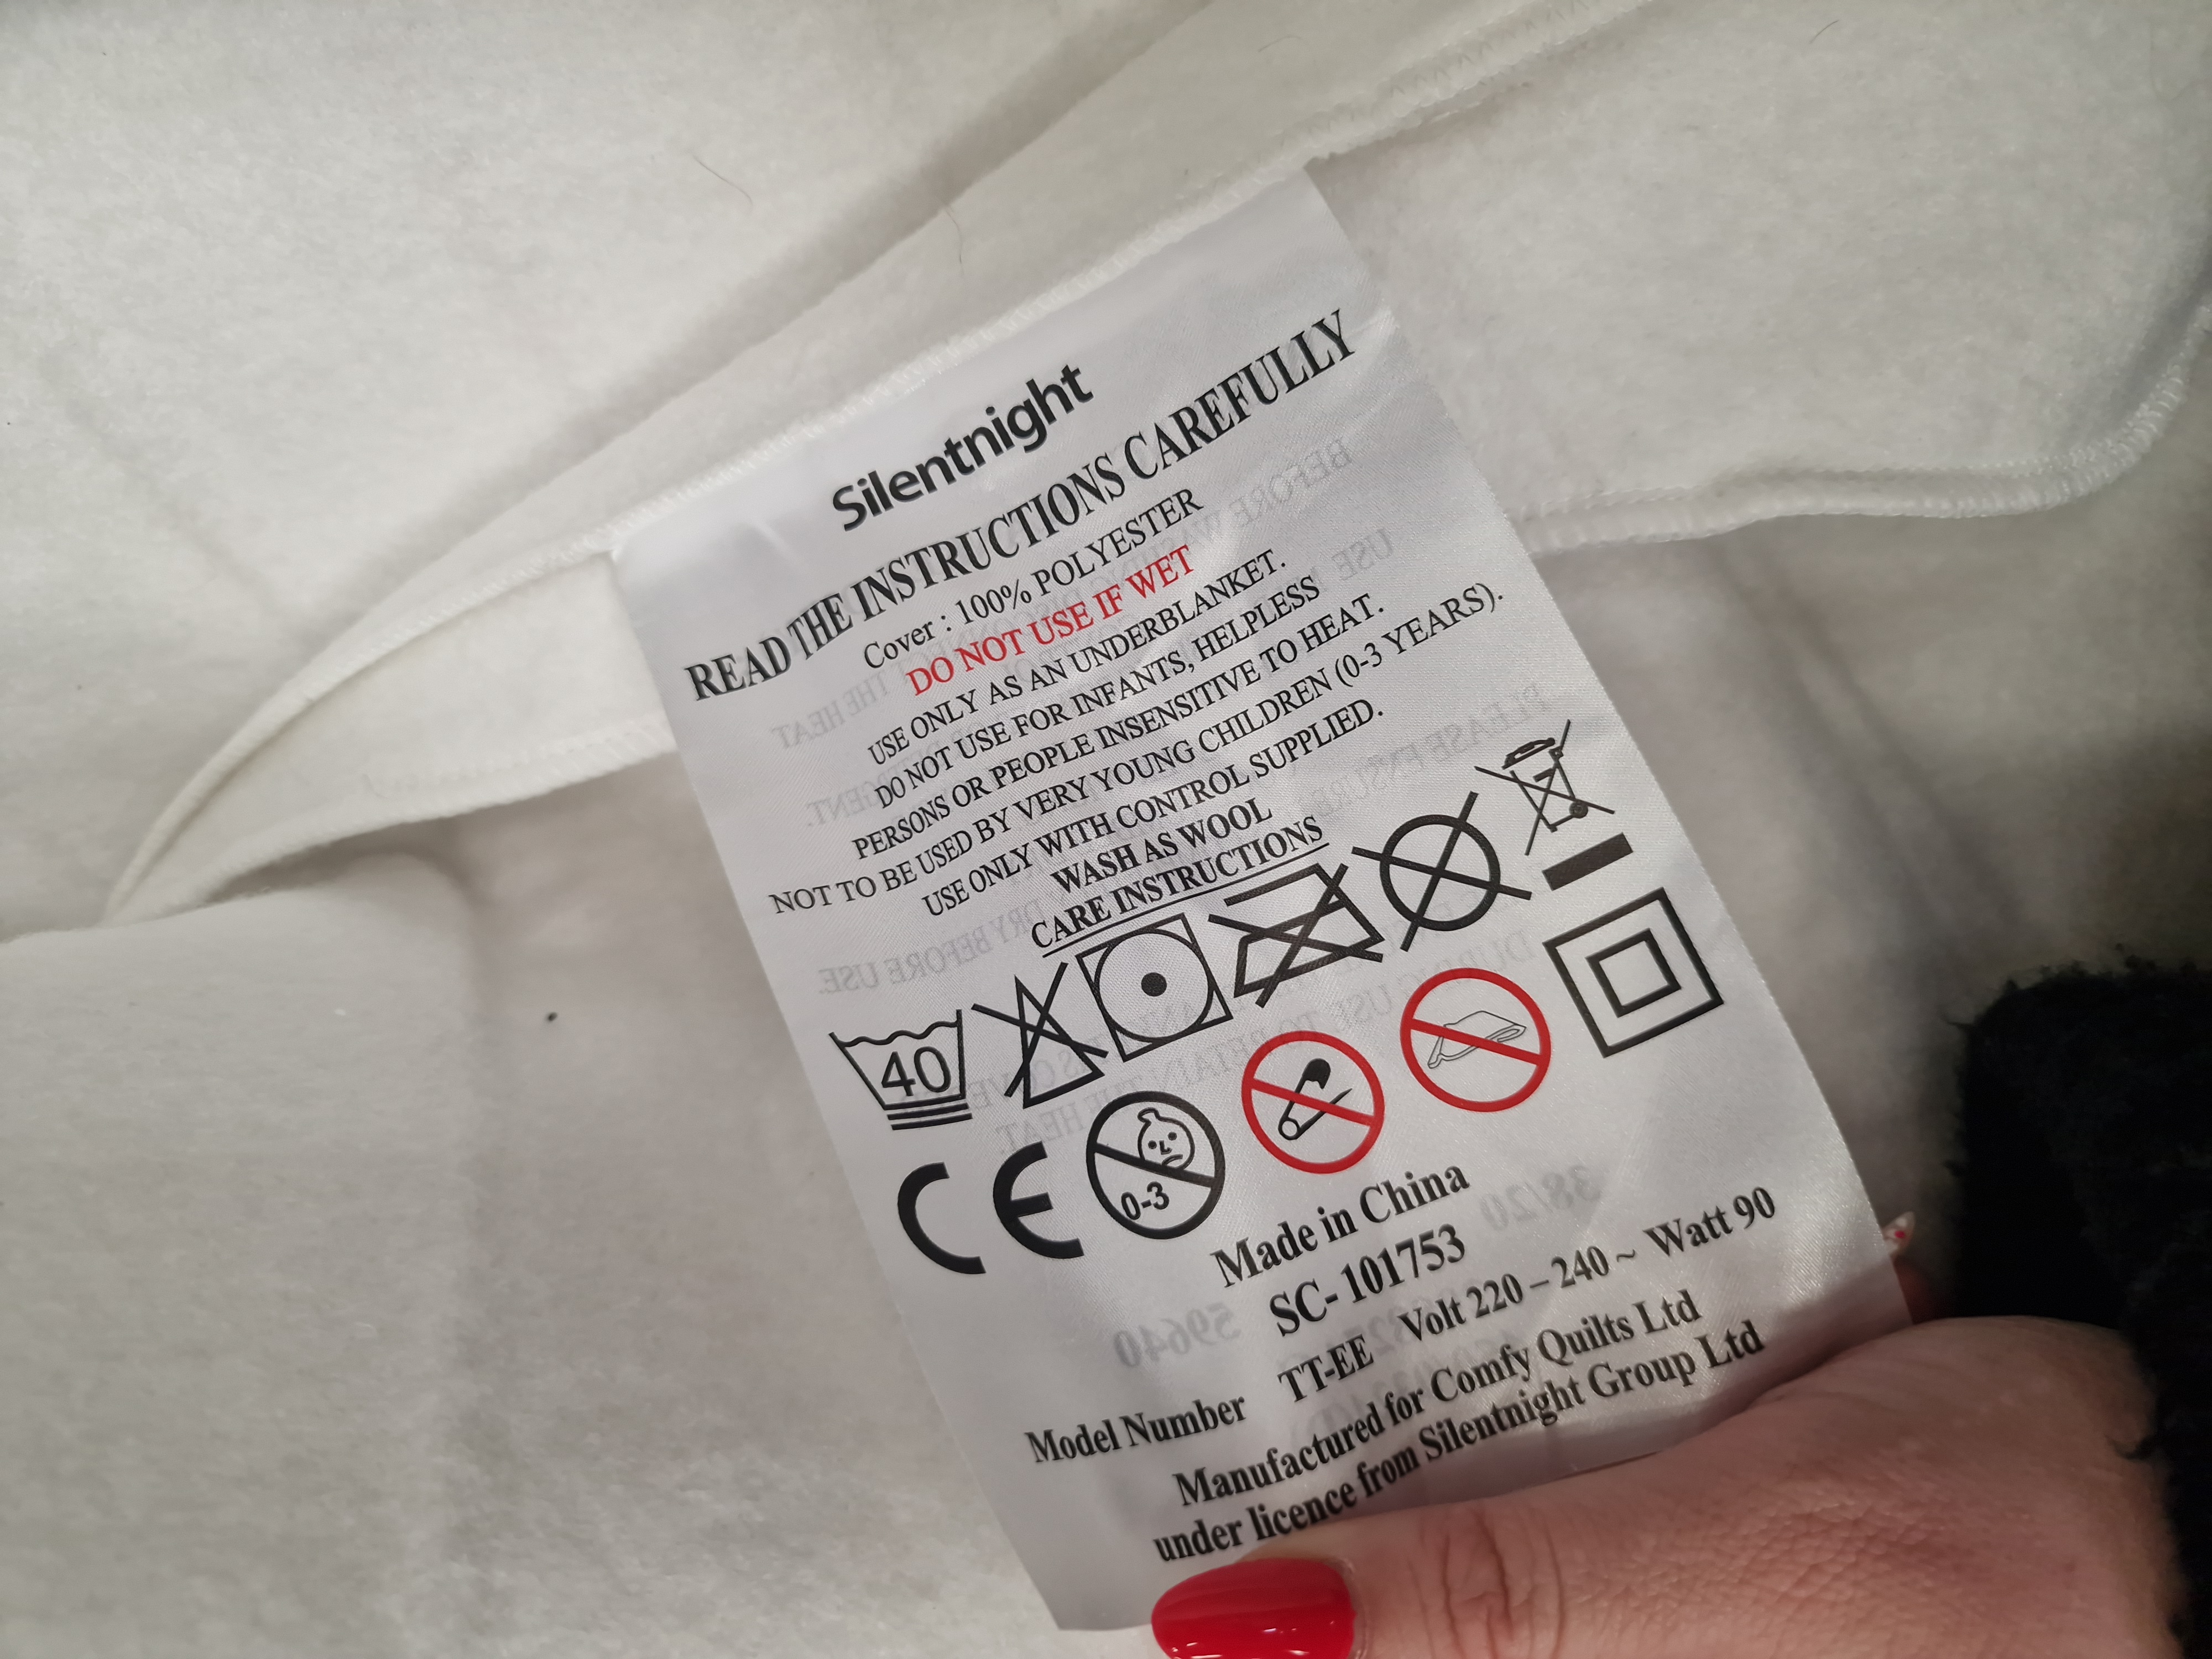 Silentnight
READ THE INSTRUCTIONS CAREFULLY
Cover : 100% POLYESTER
DO NOT USE IF WET
USE ONLY AS AN UNDERBLANKET.
DO NOT USE FOR INFANTS, HELPLESS
PERSONS OR PEOPLE INSENSITIVE TO HEAT.
NOT TO BE USED BY VERY YOUNG CHILDREN (0-3 YEARS).
USE ONLY WITH CONTROL SUPPLIED.
WASH AS WOOL
CARE INSTRUCTIONS
40
CE
0-3
Made in China
SC-101753
Model Number TT-EE Volt 220 – 240 ~ Watt 90
Manufactured for Comfy Quilts Ltd
under licence from Silentnight Group Ltd